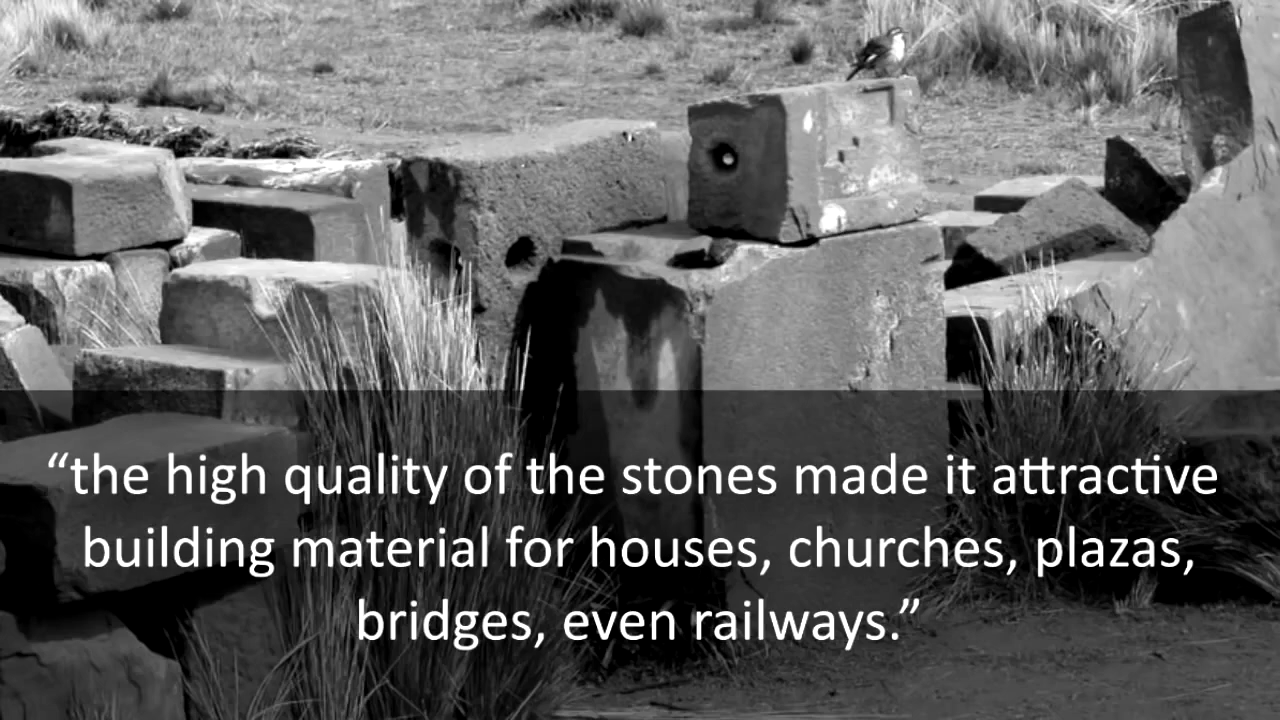 “the high quality of the stones made it attractive
building material for houses, churches, plazas,
bridges, even railways.”